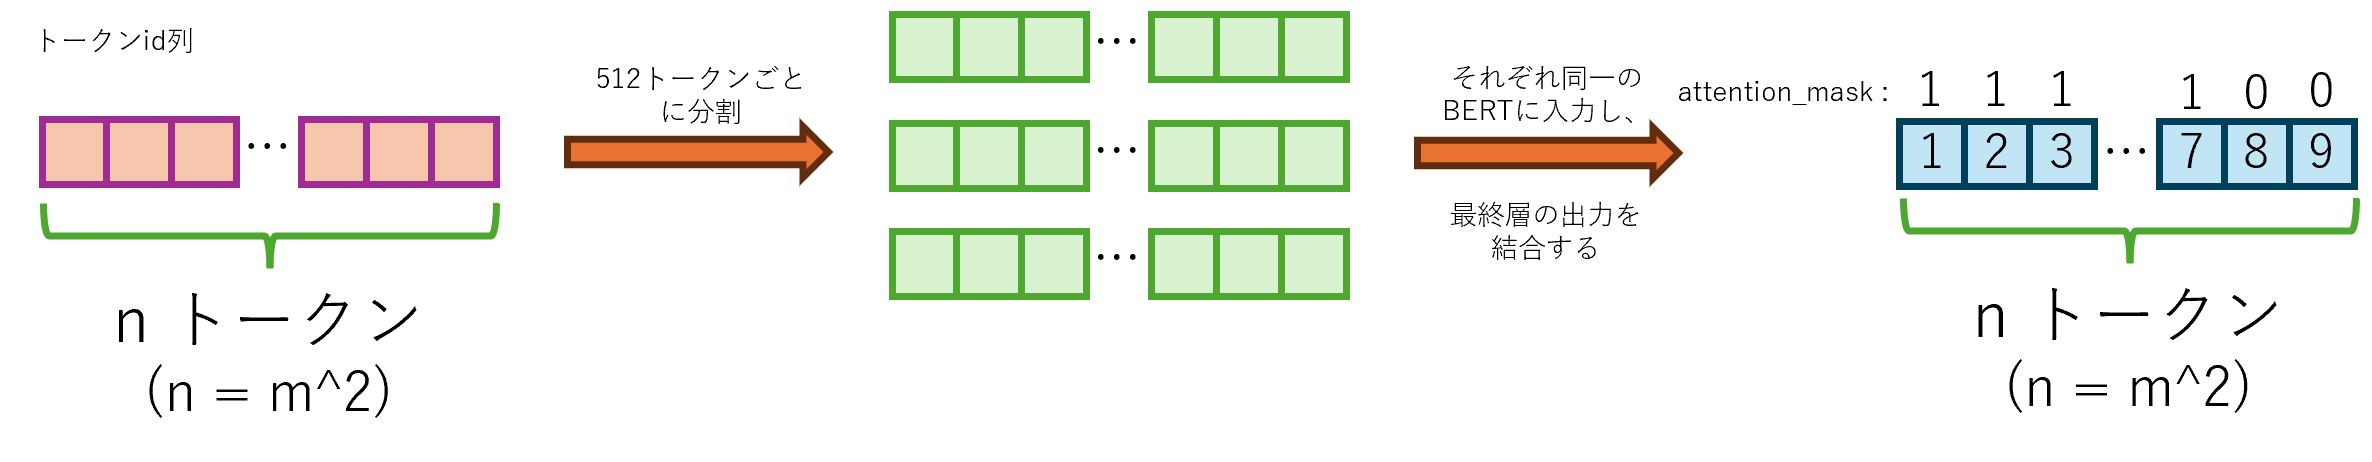 トークンid列
n トークン
(n = m^2)
512トークンごと
に分割
…
…
…
…
それぞれ同一の
BERTに入力し、
最終層の出力を
結合する
attention_mask : 1 1 1 1 0 0
1 2 3 … 7 8 9
n トークン
(n = m^2)